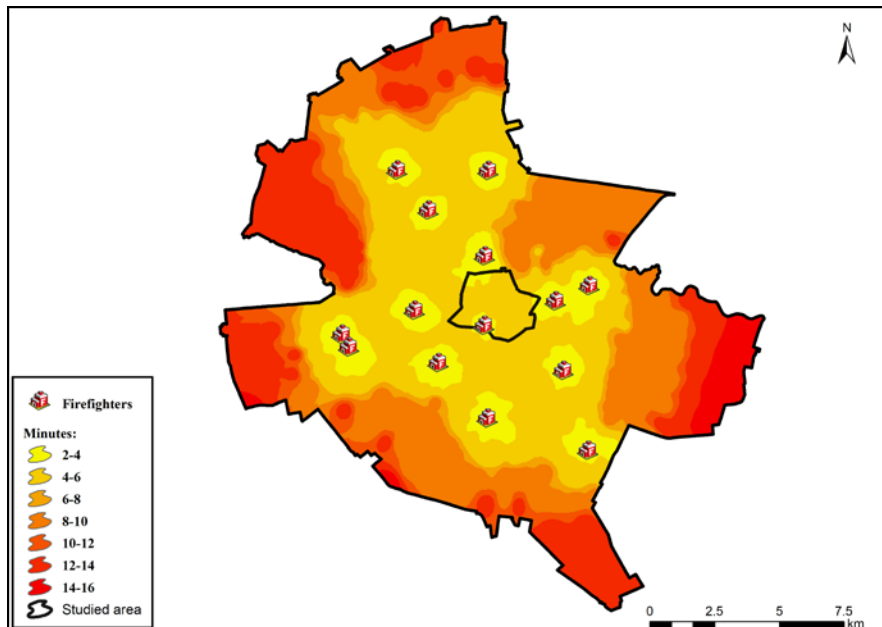 N
Firefighters
Minutes:
2-4
4-6
6-8
8-10
10-12
12-14
14-16
Studied area
0 2.5 5 7.5
km